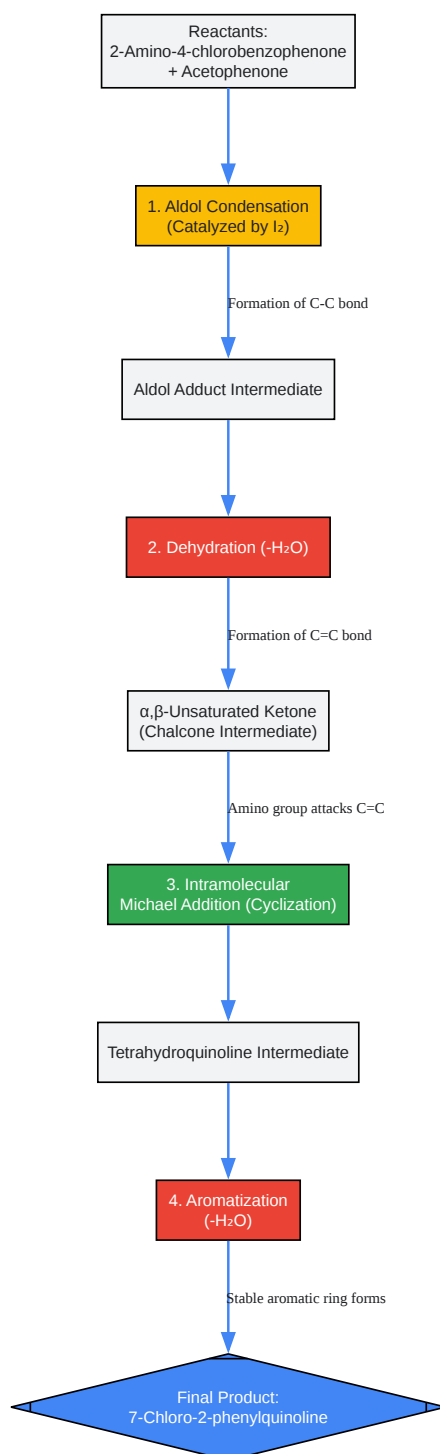 Reactants:
2-Amino-4-chlorobenzophenone
+ Acetophenone
1. Aldol Condensation
(Catalyzed by I₂)
Formation of C-C bond
Aldol Adduct Intermediate
2. Dehydration (-H₂O)
Formation of C=C bond
α,β-Unsaturated Ketone
(Chalcone Intermediate)
Amino group attacks C=C
3. Intramolecular
Michael Addition (Cyclization)
Tetrahydroquinoline Intermediate
4. Aromatization
(-H₂O)
Stable aromatic ring forms
Final Product:
7-Chloro-2-phenylquinoline